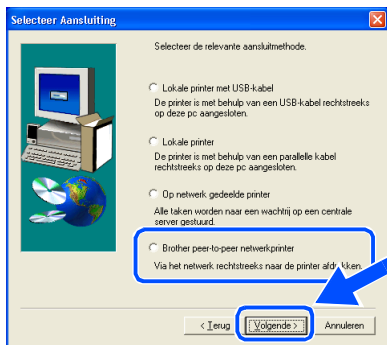 Selecteer Aansluiting
Selecteer de relevante aansluitmethode.
Lokale printer met USB-kabel
De printer is met behulp van een USB-kabel rechtstreeks
op deze pc aangesloten.
Lokale printer
De printer is met behulp van een parallelle kabel
rechtstreeks op deze pc aangesloten.
Op netwerk gedeelde printer
Alle taken worden naar een wachtrij op een centrale
server gestuurd.
Brother peer-to-peer netwerkprinter
Via het netwerk rechtstreeks naar de printer afdrukken.
< Terug Volgende > Annuleren